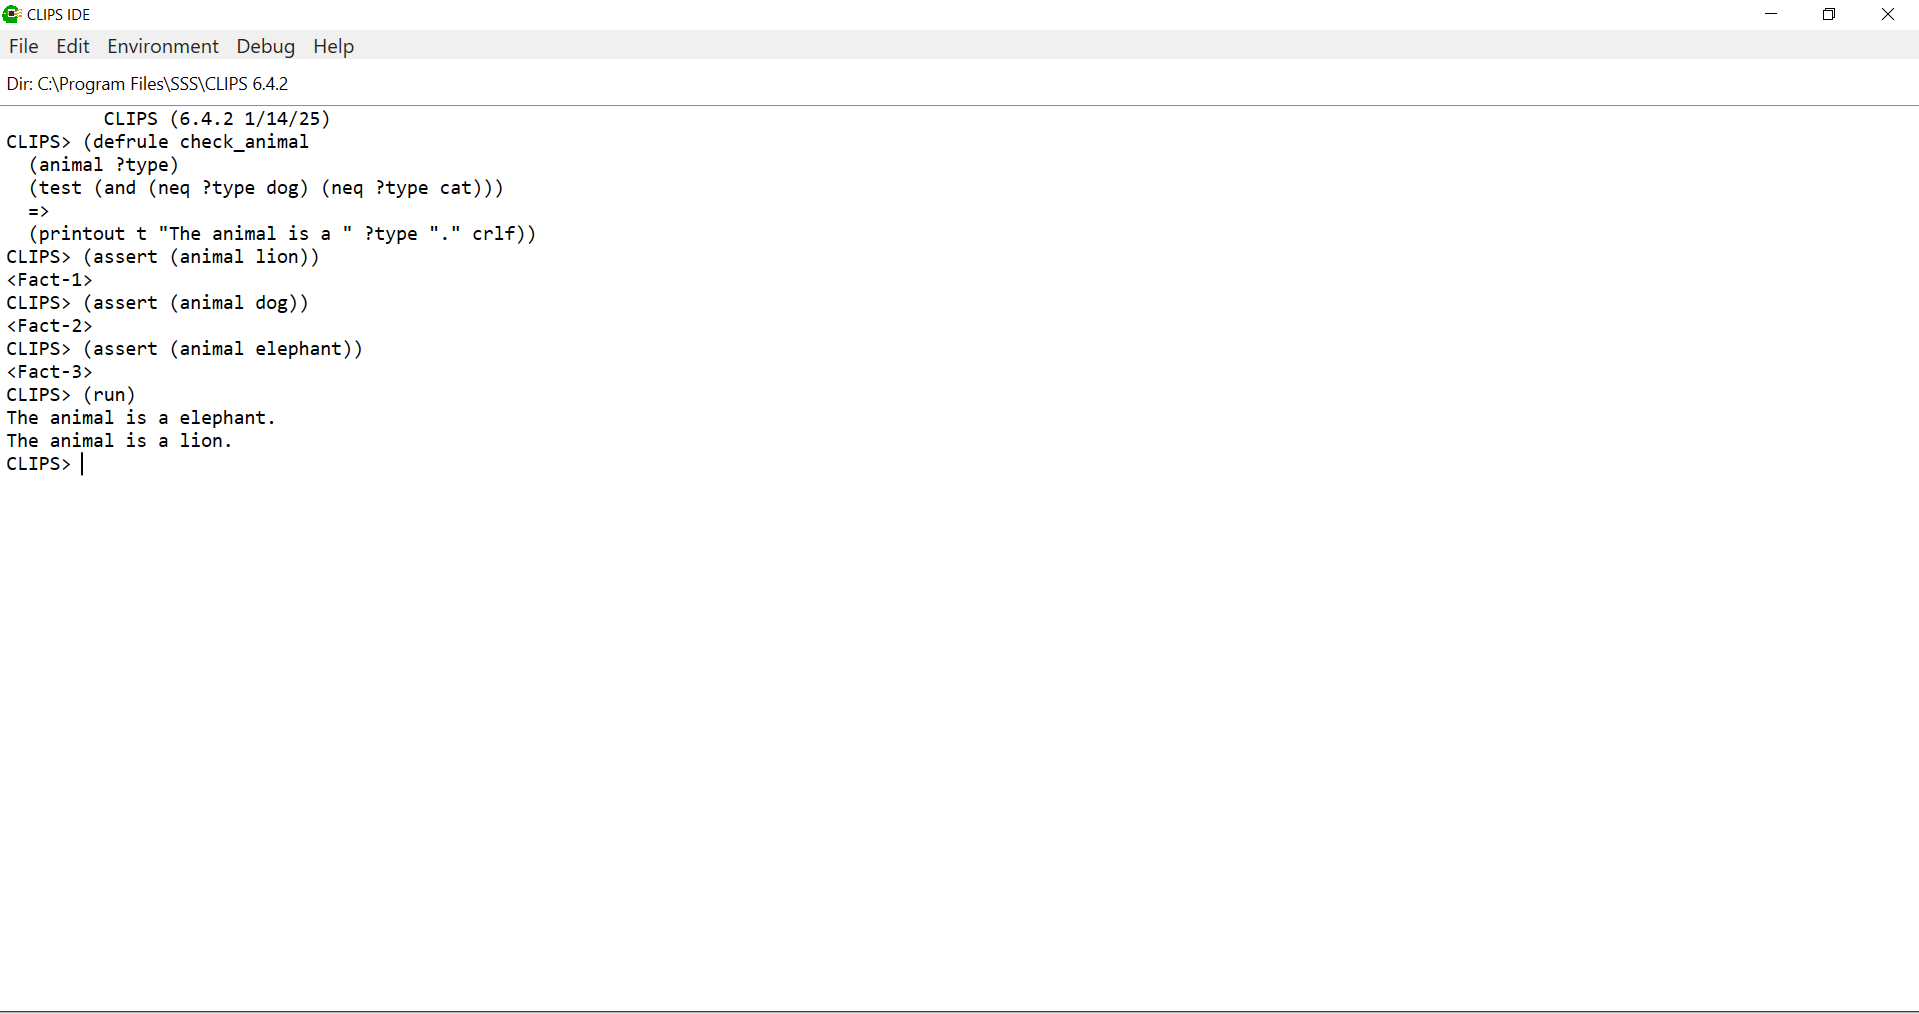 CLIPS IDE
File Edit Environment Debug Help
Dir: C:\Program Files\SSS\CLIPS 6.4.2
         CLIPS (6.4.2 1/14/25)
CLIPS> (defrule check_animal
  (animal ?type)
  (test (and (neq ?type dog) (neq ?type cat)))
  =>
  (printout t "The animal is a " ?type "." crlf))
CLIPS> (assert (animal lion))
<Fact-1>
CLIPS> (assert (animal dog))
<Fact-2>
CLIPS> (assert (animal elephant))
<Fact-3>
CLIPS> (run)
The animal is a elephant.
The animal is a lion.
CLIPS>